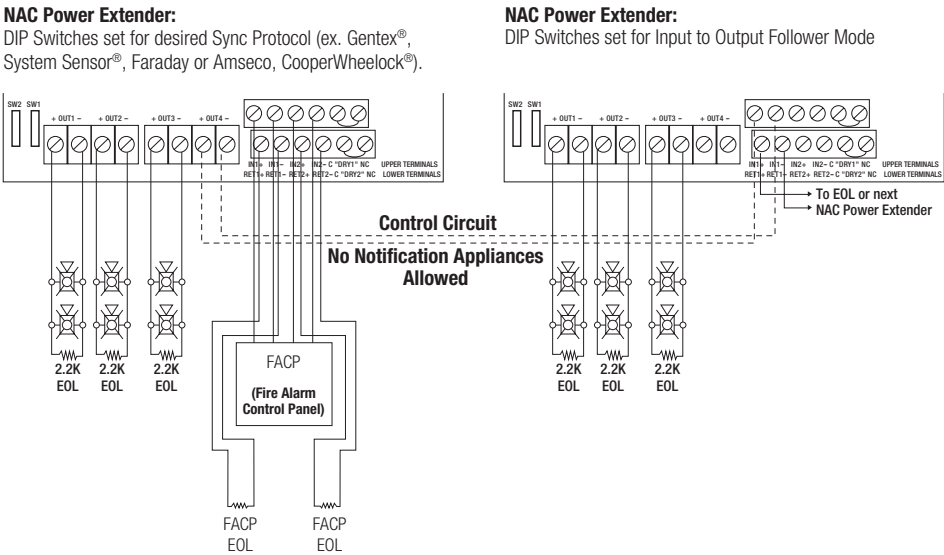 NAC Power Extender:
DIP Switches set for desired Sync Protocol (ex. Gentex®,
System Sensor®, Faraday or Amseco, CooperWheelock®).
NAC Power Extender:
DIP Switches set for Input to Output Follower Mode
SW2 SW1
+ OUT1 − + OUT2 − + OUT3 − + OUT4 −
IN1+ IN1− IN2+ IN2− C "DRY1" NC UPPER TERMINALS
RET1+ RET1− RET2+ RET2− C "DRY2" NC LOWER TERMINALS
SW2 SW1
+ OUT1 − + OUT2 − + OUT3 − + OUT4 −
IN1+ IN1− IN2+ IN2− C "DRY1" NC UPPER TERMINALS
RET1+ RET1− RET2+ RET2− C "DRY2" NC LOWER TERMINALS
To EOL or next
NAC Power Extender
Control Circuit
No Notification Appliances
Allowed
2.2K 2.2K 2.2K
EOL EOL EOL
FACP
(Fire Alarm
Control Panel)
2.2K 2.2K 2.2K
EOL EOL EOL
FACP FACP
EOL EOL